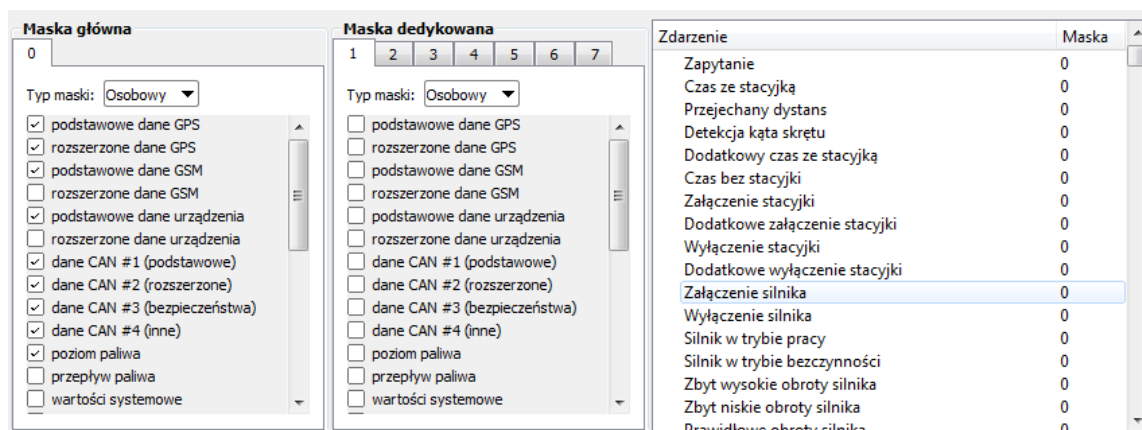 Maska główna
0
Typ maski: Osobowy
podstawowe dane GPS
rozszerzone dane GPS
podstawowe dane GSM
rozszerzone dane GSM
podstawowe dane urządzenia
rozszerzone dane urządzenia
dane CAN #1 (podstawowe)
dane CAN #2 (rozszerzone)
dane CAN #3 (bezpieczeństwa)
dane CAN #4 (inne)
poziom paliwa
przepływ paliwa
wartości systemowe
Maska dedykowana
1 2 3 4 5 6 7
Typ maski: Osobowy
podstawowe dane GPS
rozszerzone dane GPS
podstawowe dane GSM
rozszerzone dane GSM
podstawowe dane urządzenia
rozszerzone dane urządzenia
dane CAN #1 (podstawowe)
dane CAN #2 (rozszerzone)
dane CAN #3 (bezpieczeństwa)
dane CAN #4 (inne)
poziom paliwa
przepływ paliwa
wartości systemowe
Zdarzenie Maska
Zapytanie 0
Czas ze stacyjką 0
Przejechany dystans 0
Detekcja kąta skrętu 0
Dodatkowy czas ze stacyjką 0
Czas bez stacyjki 0
Załączenie stacyjki 0
Dodatkowe załączenie stacyjki 0
Wyłączenie stacyjki 0
Dodatkowe wyłączenie stacyjki 0
Załączenie silnika 0
Wyłączenie silnika 0
Silnik w trybie pracy 0
Silnik w trybie bezczynności 0
Zbyt wysokie obroty silnika 0
Zbyt niskie obroty silnika 0
Prawidłowe obroty silnika 0